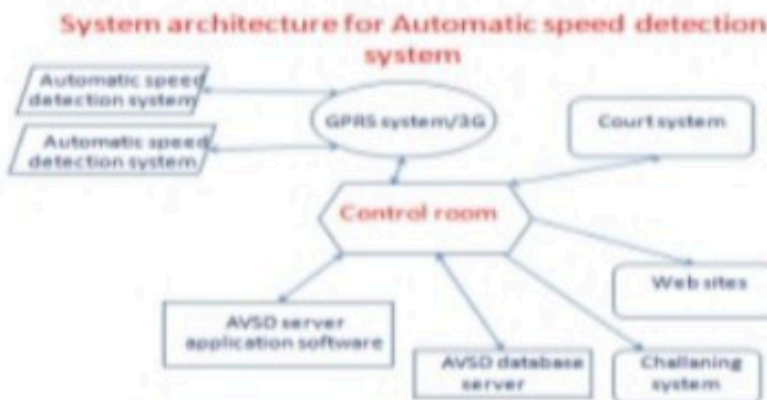 System architecture for Automatic speed detection
system
Automatic speed
detection system
GPRS system/3G
Court system
Automatic speed
detection system
Control room
Web sites
AVSD server
application software
AVSD database
server
Challaning
system